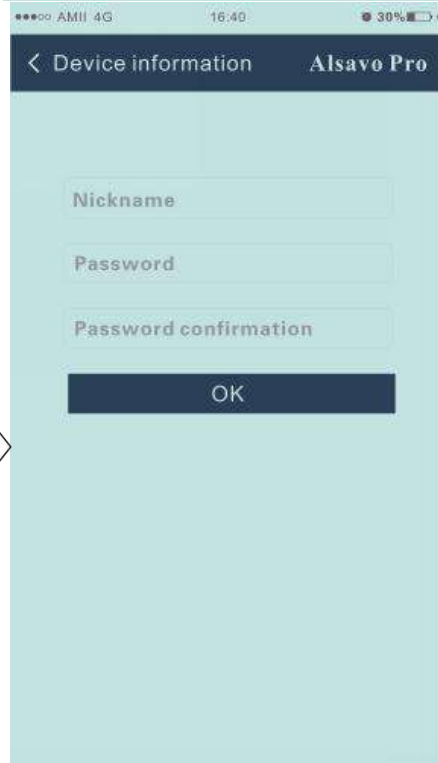 AMII 4G 16:40 30%
Device information Alsavo Pro
Nickname
Password
Password confirmation
OK